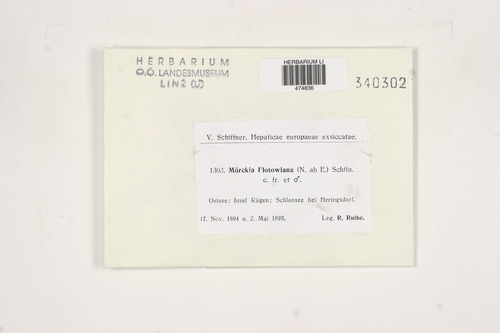 HERBARIUM
O.Ö. LANDESMUSEUM
LINZ (LI)
HERBARIUM LI
474836
340302
V. Schiffner. Hepaticae europaeae exsiccatae.
1303. Mörckia Flotowiana (N. ab E.) Schffn.
c. fr. et ♂.
Ostsee: Insel Rügen; Schlonsee bei Heringsdorf.
17. Nov. 1894 u. 2. Mai 1895. Leg. R. Ruthe.